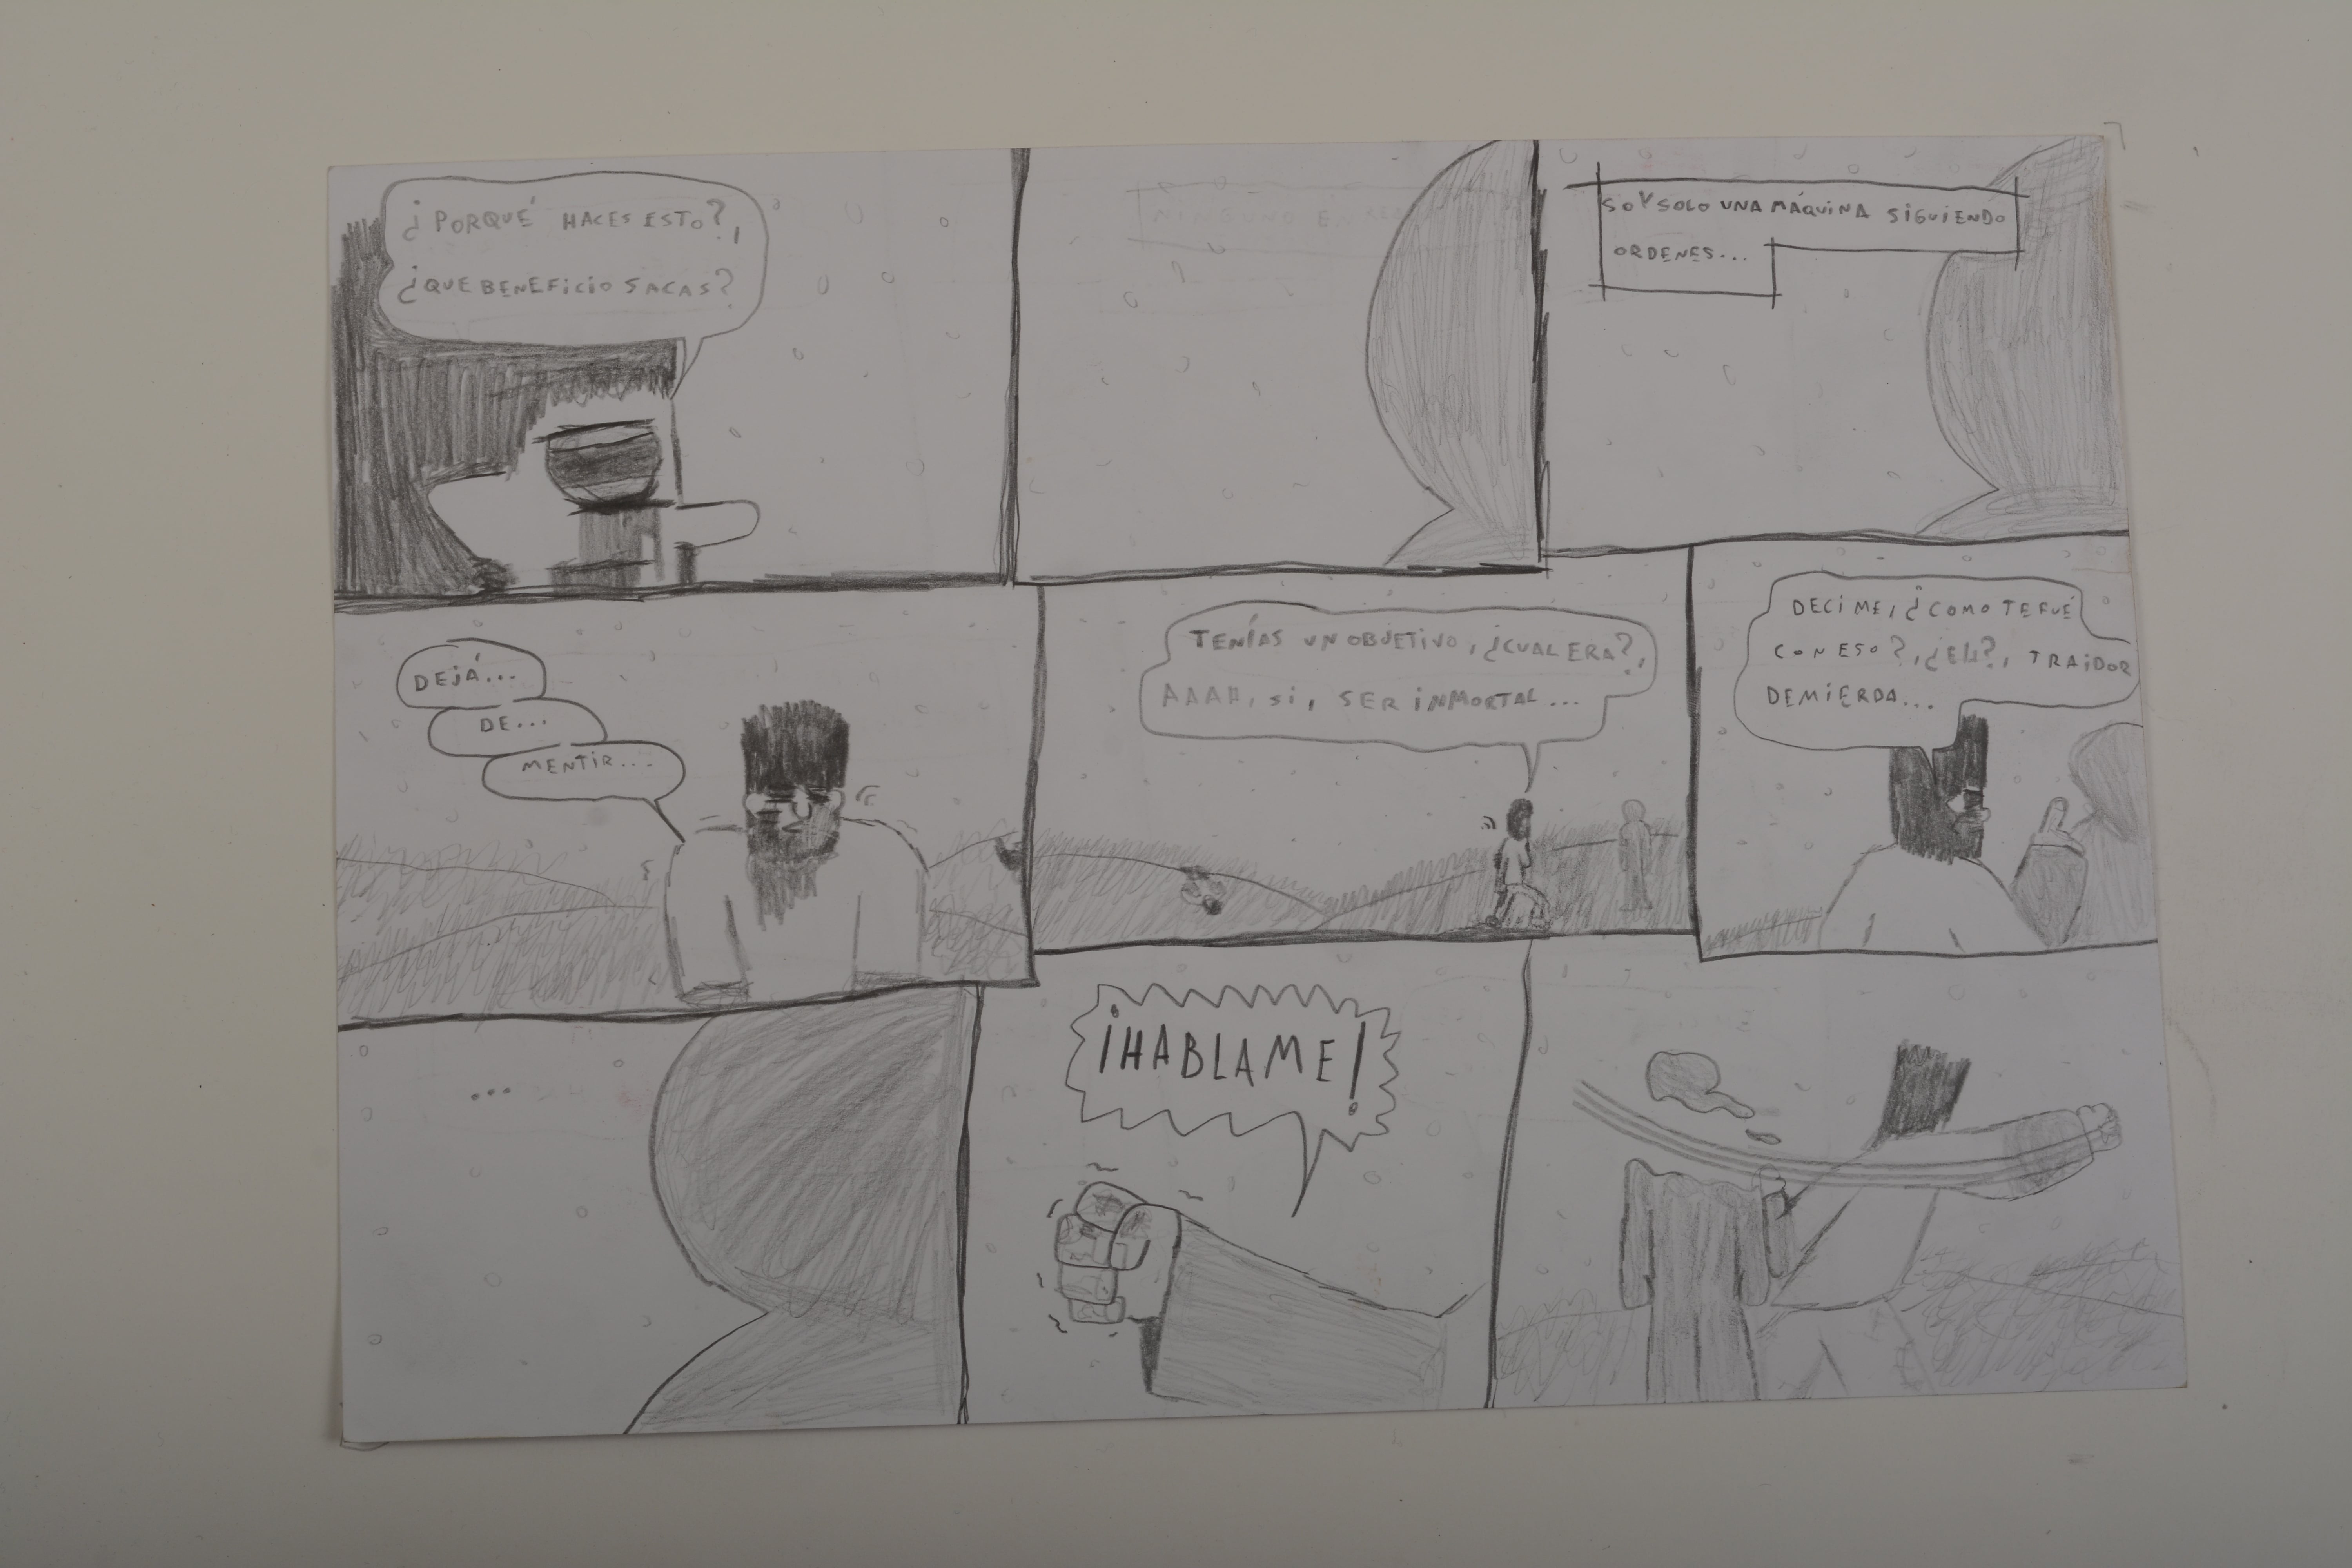 ¿PORQUÉ HACES ESTO?,
¿QUE BENEFICIO SACAS?
SOY SOLO UNA MÁQUINA SIGUIENDO
ORDENES...
DEJÁ...
DE...
MENTIR...
TENÍAS UN OBJETIVO, ¿CUAL ERA?,
AAAH, SI, SER INMORTAL...
DECIME, ¿COMO TE FUÉ
CON ESO?, ¿EH?, TRAIDOR
DE MIERDA...
...
¡HABLAME!